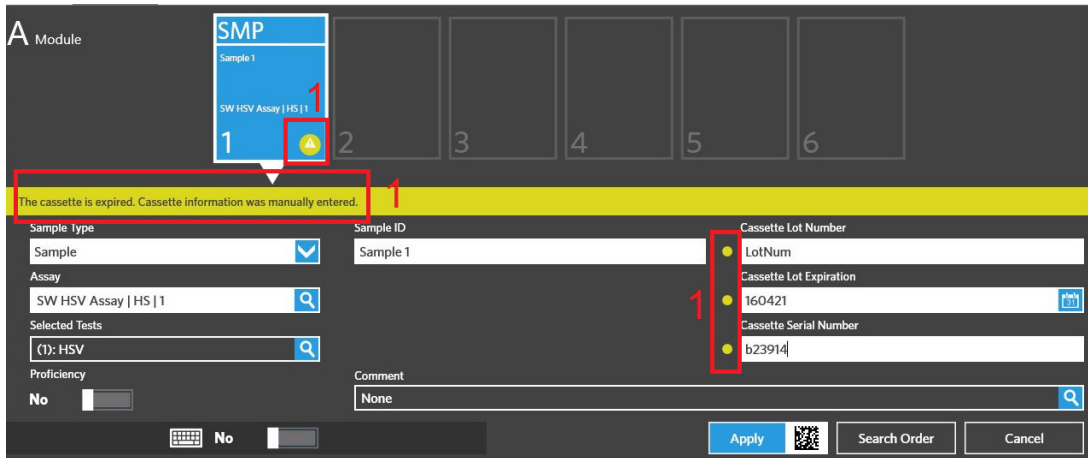 A Module
SMP
Sample 1
SW HSV Assay | HS | 1
1
1
2
3
4
5
6
The cassette is expired. Cassette information was manually entered.
1
Sample Type
Sample ID
Cassette Lot Number
Sample
Sample 1
LotNum
Assay
Cassette Lot Expiration
SW HSV Assay | HS | 1
1
160421
31
Selected Tests
Cassette Serial Number
(1): HSV
b23914
Proficiency
Comment
No
None
No
Apply
Search Order
Cancel